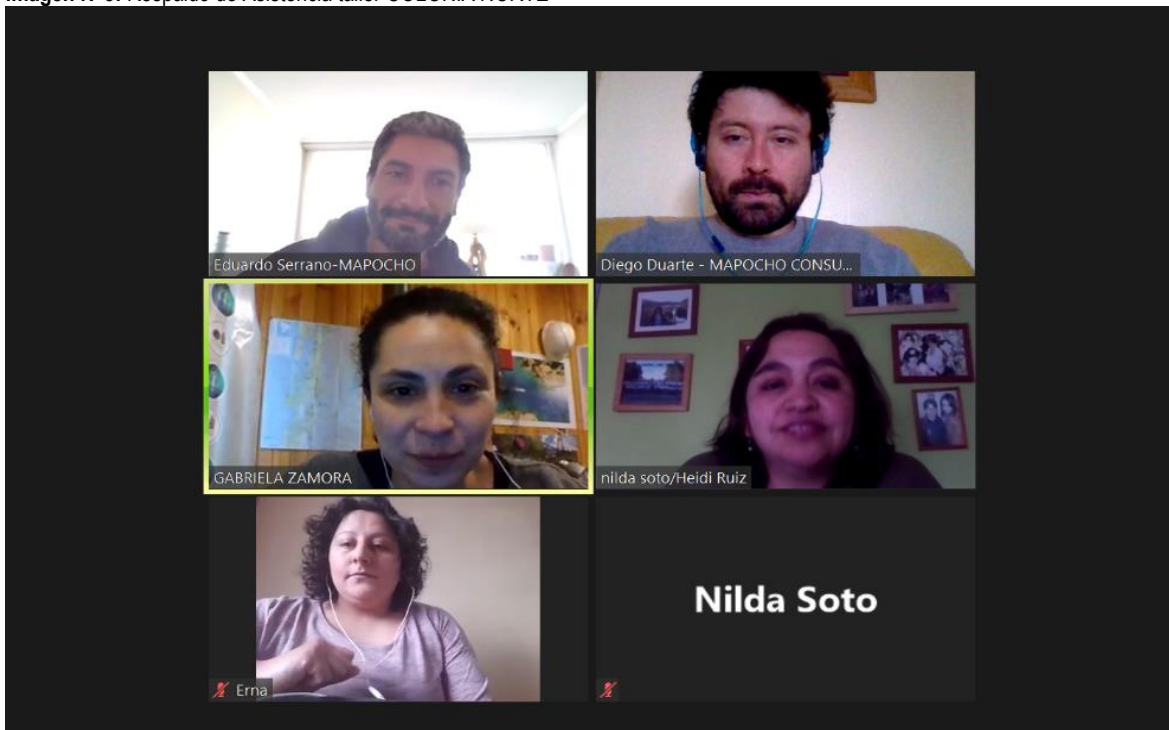 Eduardo Serrano-MAPOCHO
Diego Duarte - MAPOCHO CONSU...
GABRIELA ZAMORA
nilda soto/Heidi Ruiz
Erna
Nilda Soto